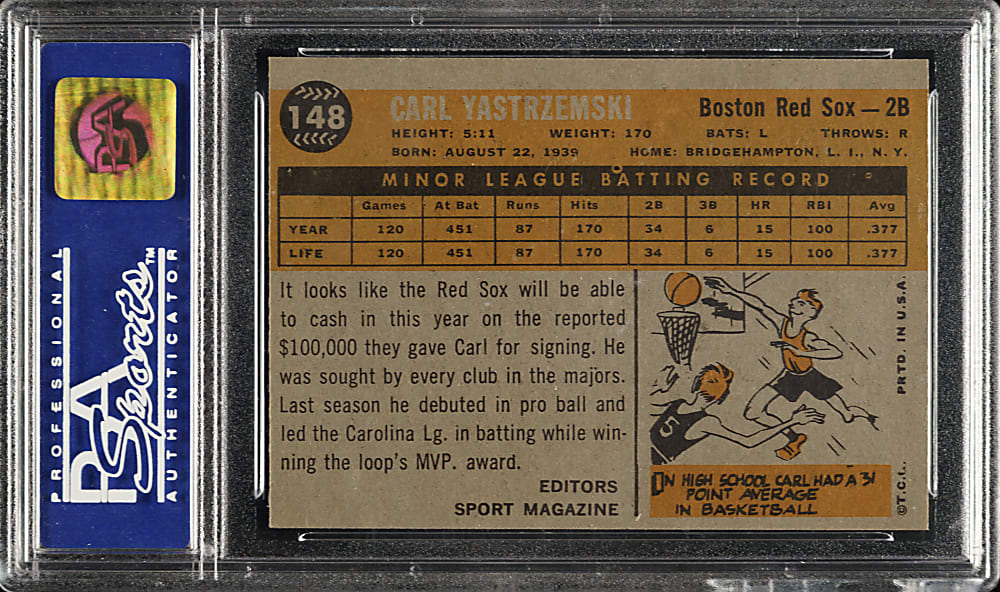 PSA
PROFESSIONAL
PSA Sports™
AUTHENTICATOR
148
CARL YASTRZEMSKI
Boston Red Sox — 2B
HEIGHT: 5:11 WEIGHT: 170 BATS: L THROWS: R
BORN: AUGUST 22, 1939 HOME: BRIDGEHAMPTON, L. I., N. Y.
MINOR LEAGUE BATTING RECORD
Games At Bat Runs Hits 2B 3B HR RBI Avg
YEAR 120 451 87 170 34 6 15 100 .377
LIFE 120 451 87 170 34 6 15 100 .377
It looks like the Red Sox will be able
to cash in this year on the reported
$100,000 they gave Carl for signing. He
was sought by every club in the majors.
Last season he debuted in pro ball and
led the Carolina Lg. in batting while win-
ning the loop's MVP. award.
EDITORS
SPORT MAGAZINE
5
IN HIGH SCHOOL CARL HAD A 31
POINT AVERAGE
IN BASKETBALL
©T.C.G. PRTD. IN U.S.A.